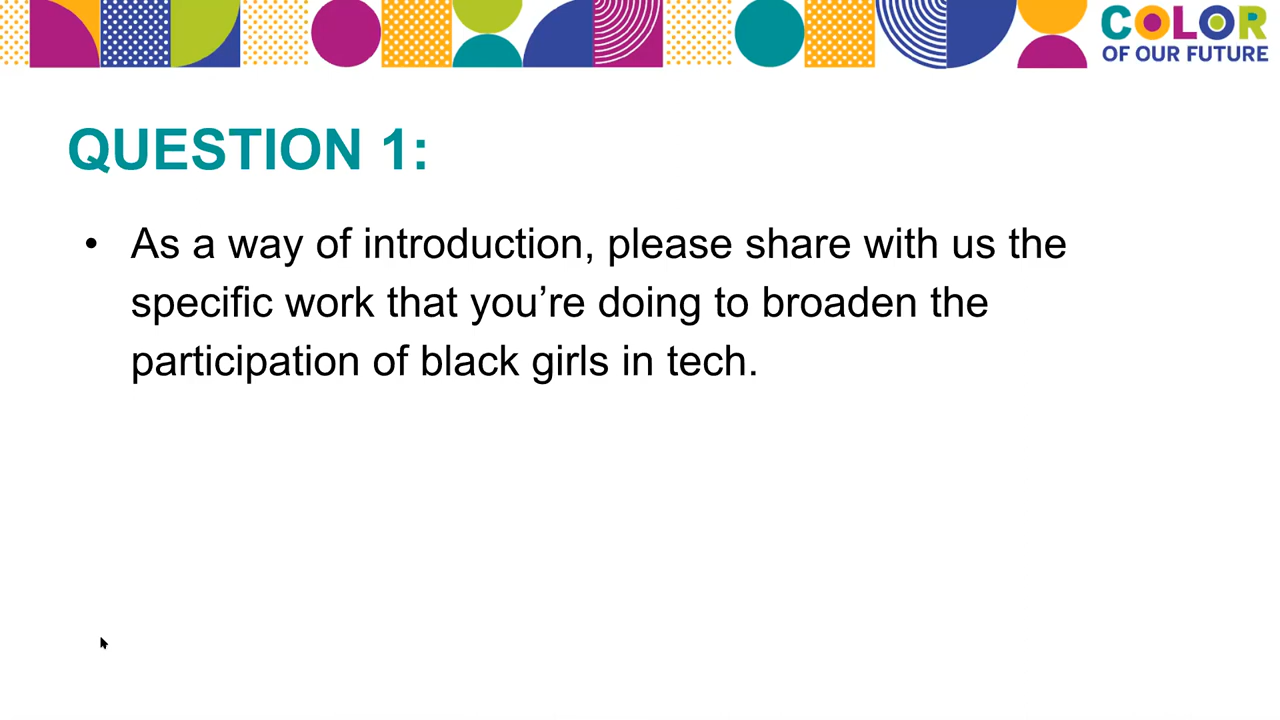 COLOR
OF OUR FUTURE
QUESTION 1:
• As a way of introduction, please share with us the
specific work that you’re doing to broaden the
participation of black girls in tech.